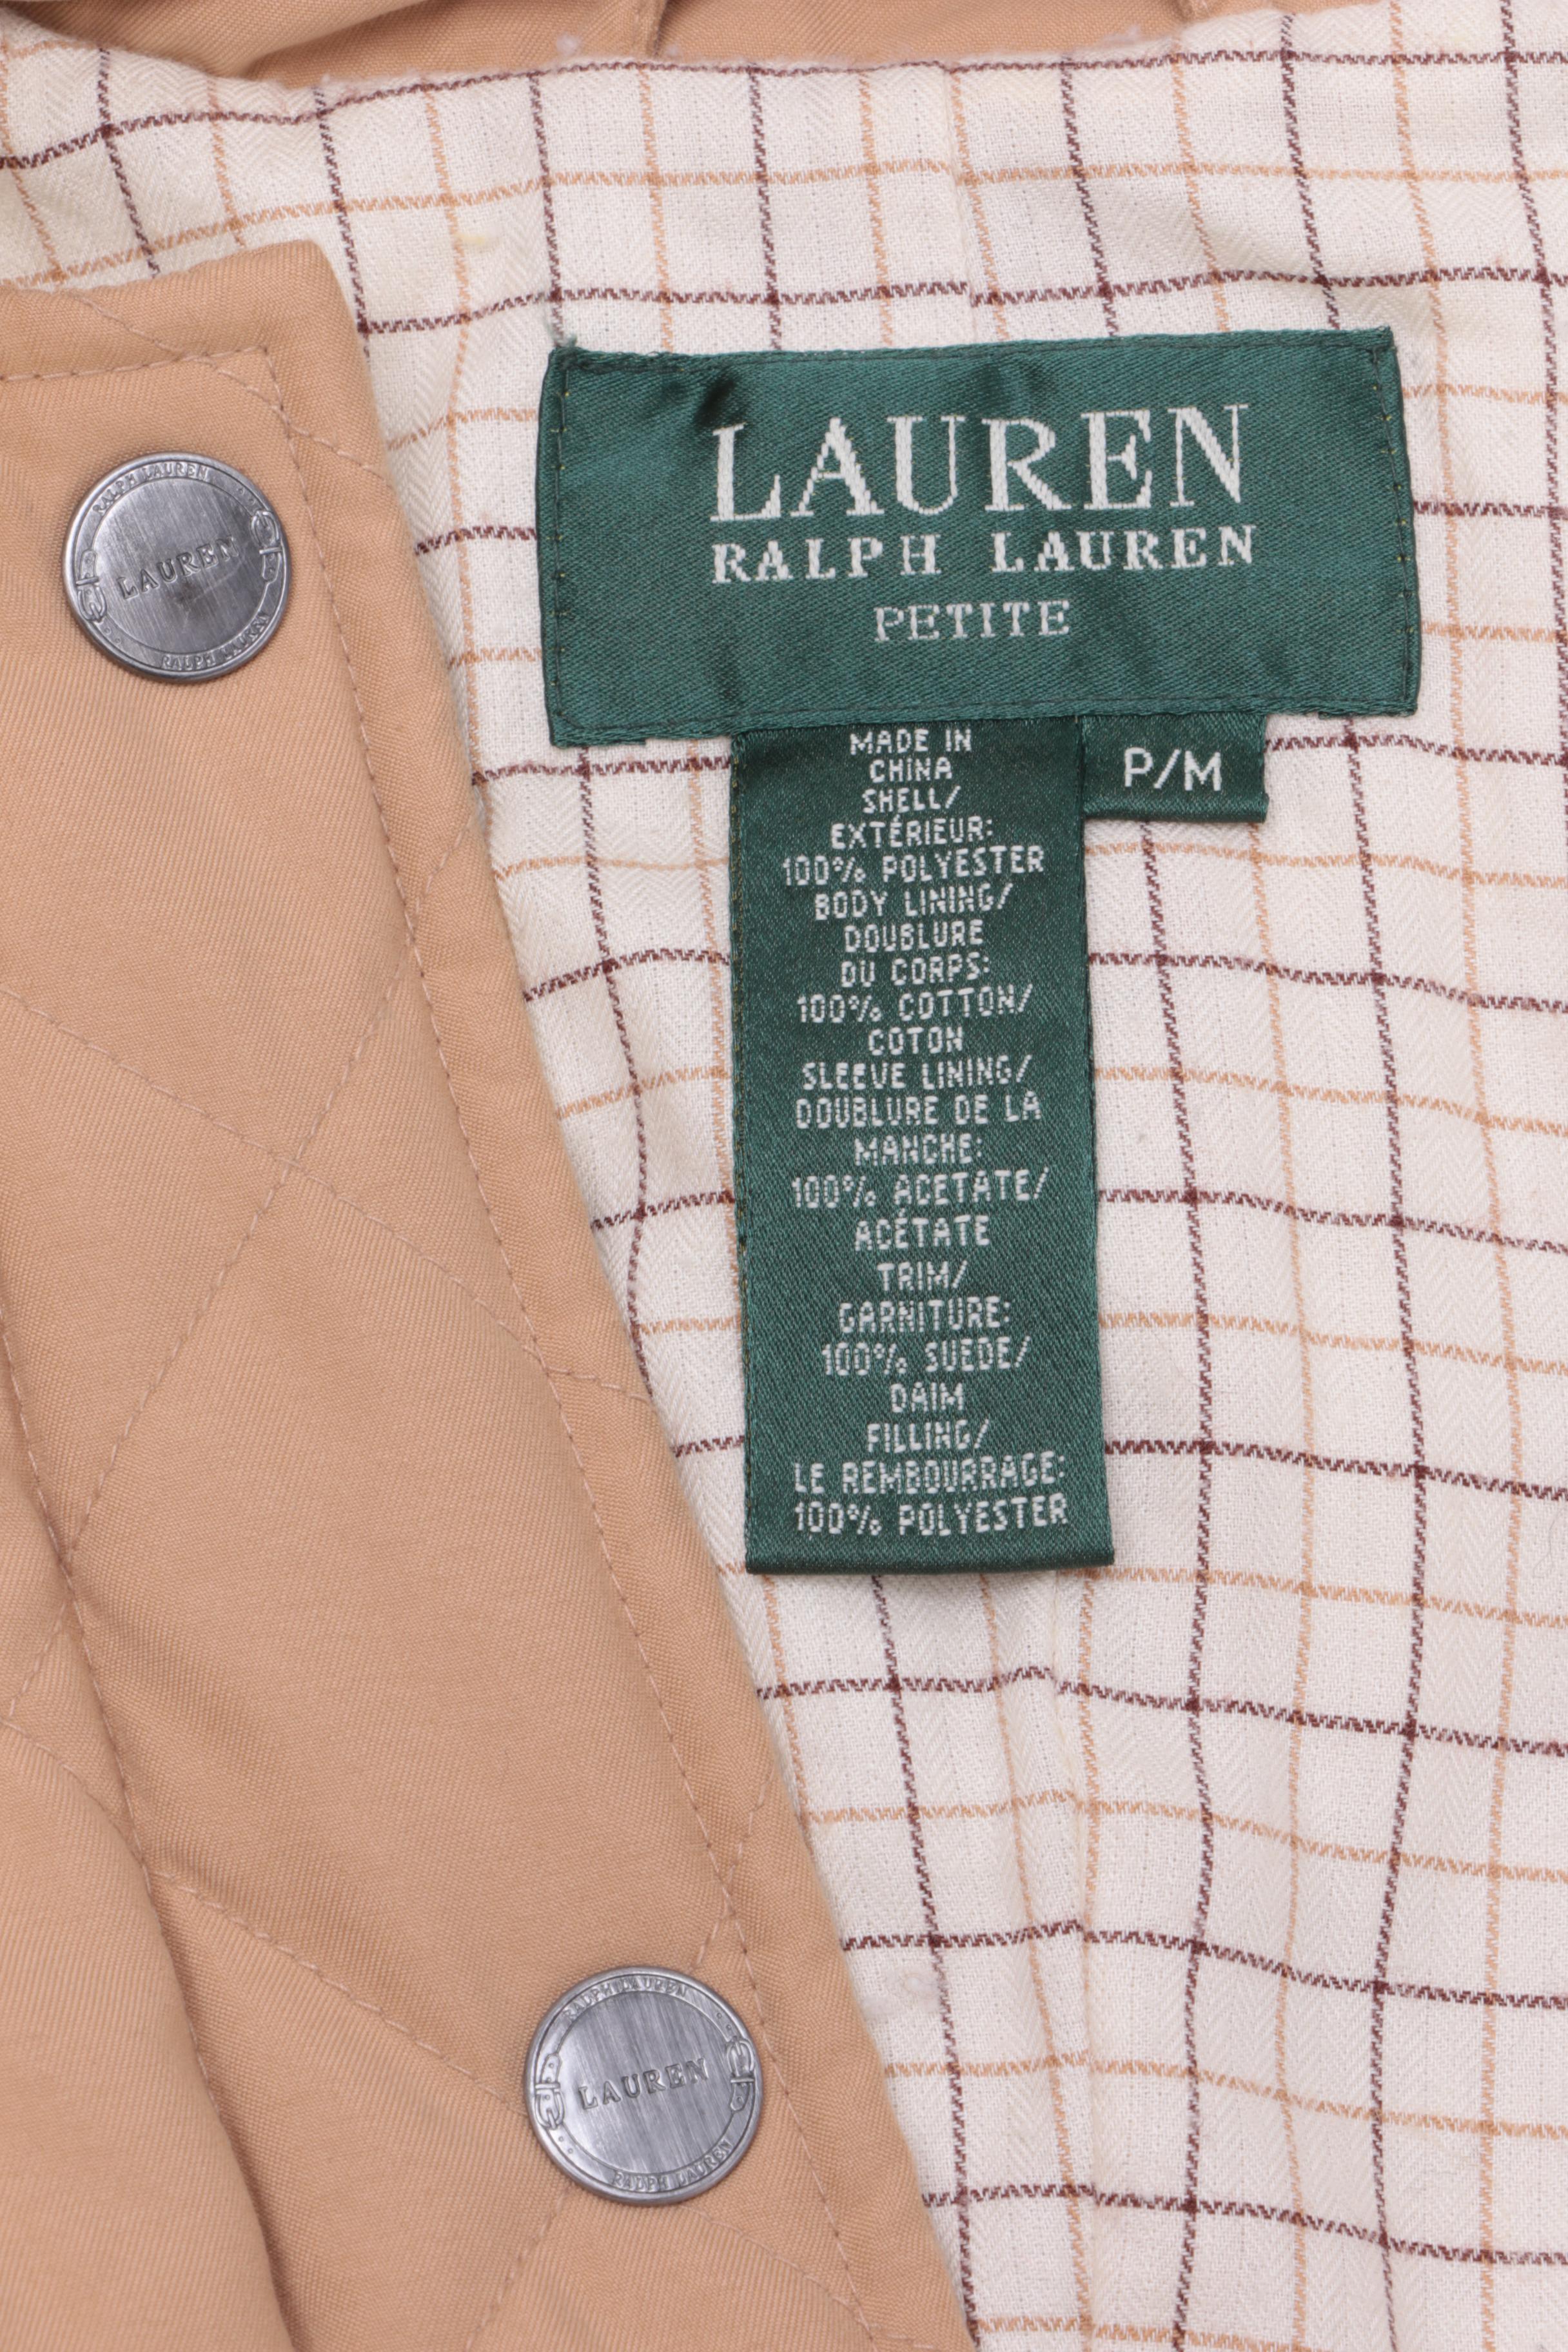 LAUREN
RALPH LAUREN
PETITE
P/M
MADE IN
CHINA
SHELL/
EXTÉRIEUR:
100% POLYESTER
BODY LINING/
DOUBLURE
DU CORPS:
100% COTTON/
COTON
SLEEVE LINING/
DOUBLURE DE LA
MANCHE:
100% ACETATE/
ACÉTATE
TRIM/
GARNITURE:
100% SUEDE/
DAIM
FILLING/
LE REMBOURRAGE:
100% POLYESTER
RALPH LAUREN
LAUREN
RALPH LAUREN
RALPH LAUREN
LAUREN
RALPH LAUREN